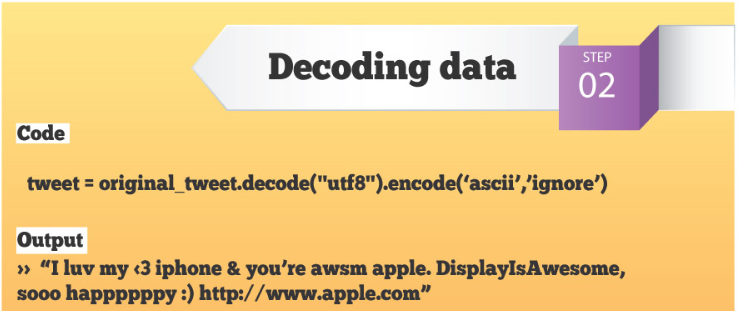 Decoding data
STEP
02
Code
tweet = original_tweet.decode("utf8").encode(‘ascii’,’ignore’)
Output
›› “I luv my ‹3 iphone & you’re awsm apple. DisplayIsAwesome,
sooo happppppy :) http://www.apple.com”